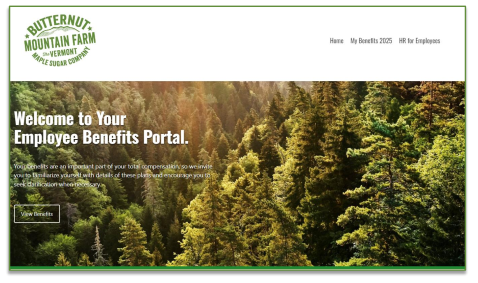 BUTTERNUT
MOUNTAIN FARM
The VERMONT
MAPLE SUGAR COMPANY
Home My Benefits 2025 HR for Employees
Welcome to Your
Employee Benefits Portal.
Your benefits are an important part of your total compensation, so we invite
you to familiarize yourself with details of these plans and encourage you to
seek clarification when necessary.
View Benefits